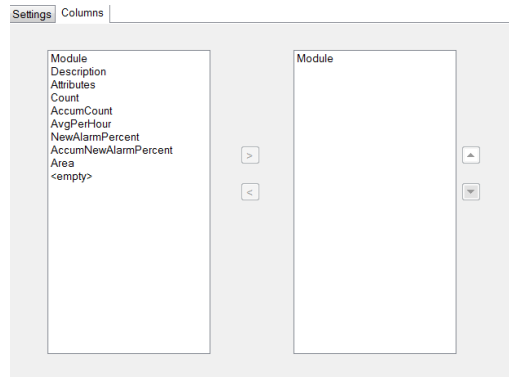 Settings Columns
Module
Description
Attributes
Count
AccumCount
AvgPerHour
NewAlarmPercent
AccumNewAlarmPercent
Area
<empty>
>
<
Module